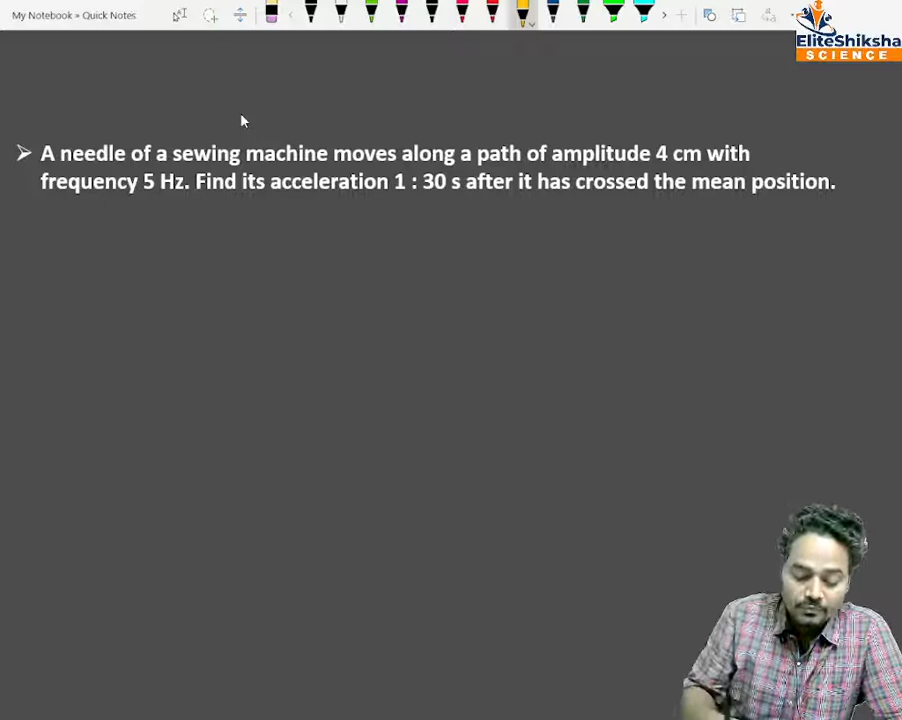 My Notebook » Quick Notes
EliteShiksha
SCIENCE
➢ A needle of a sewing machine moves along a path of amplitude 4 cm with
frequency 5 Hz. Find its acceleration 1 : 30 s after it has crossed the mean position.